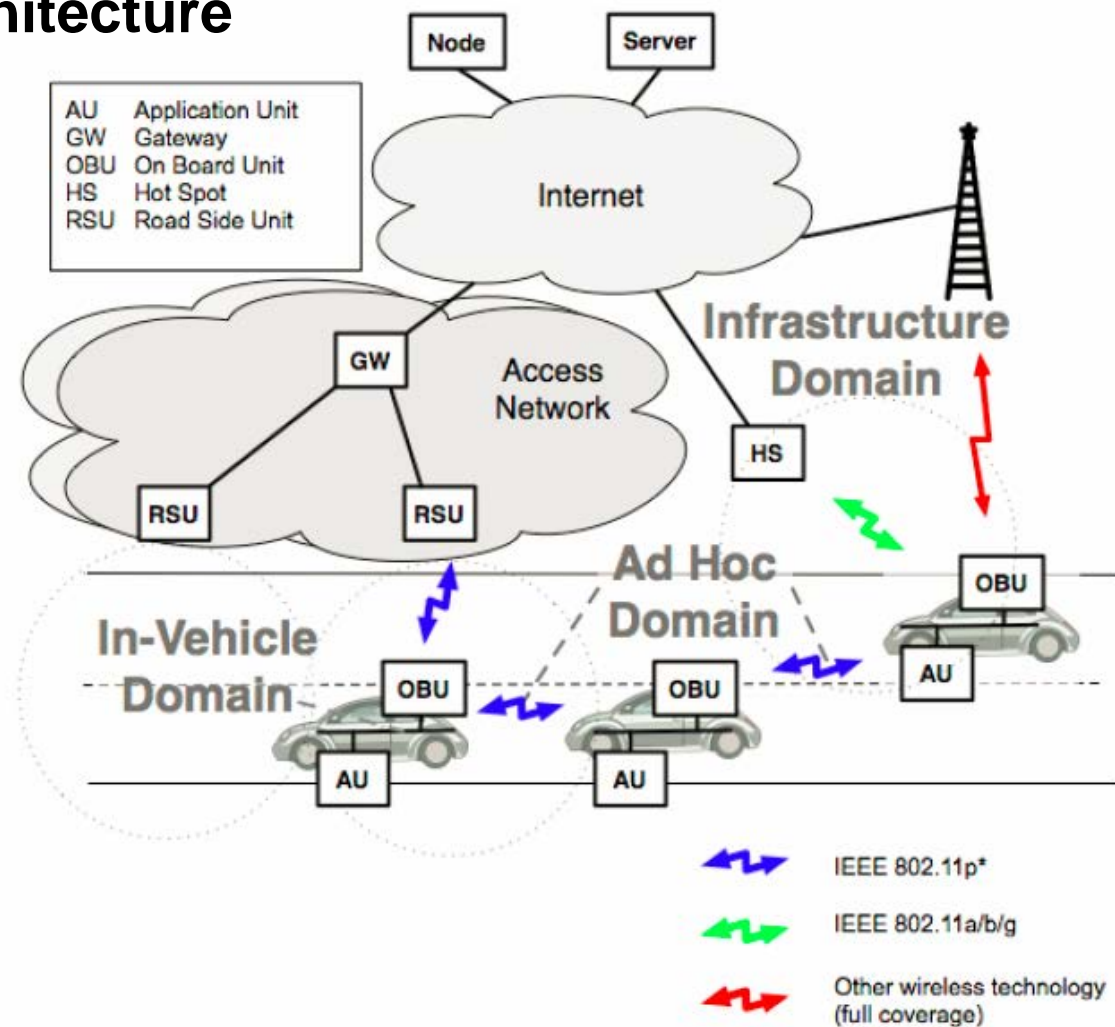 hitecture
Node
Server
AU Application Unit
GW Gateway
OBU On Board Unit
HS Hot Spot
RSU Road Side Unit
Internet
Infrastructure
Domain
GW
Access
Network
HS
RSU
RSU
Ad Hoc
Domain
OBU
In-Vehicle
Domain
OBU
OBU
AU
AU
AU
IEEE 802.11p*
IEEE 802.11a/b/g
Other wireless technology
(full coverage)